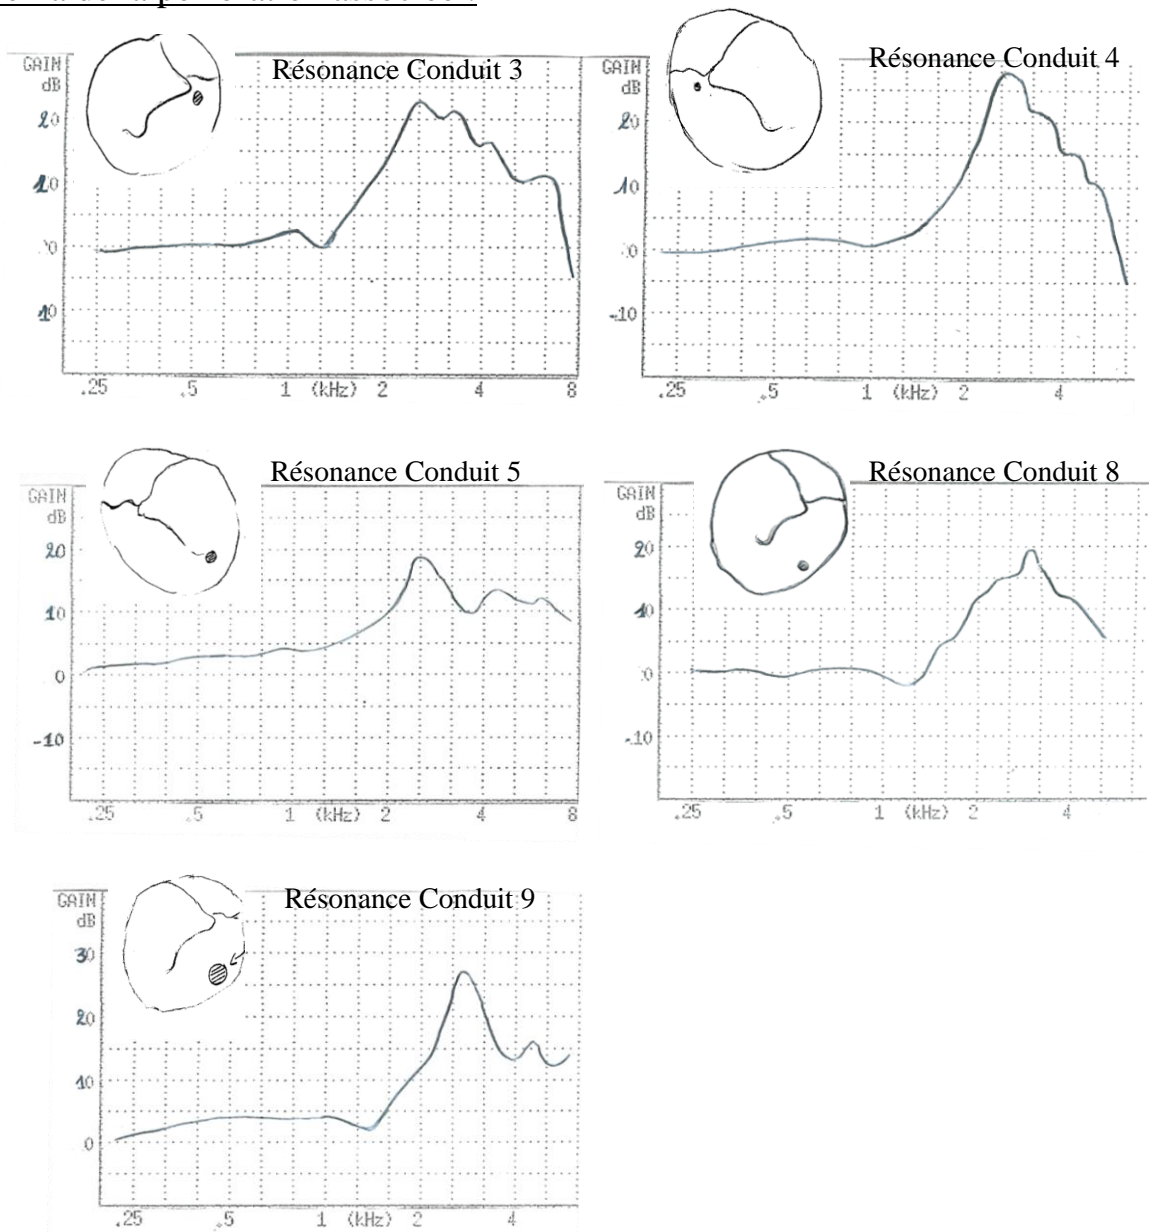 Résonance Conduit 3
GAIN
dB
20
10
0
10
.25 .5 1 (kHz) 2 4 8
Résonance Conduit 4
GAIN
dB
20
10
0
-10
.25 .5 1 (kHz) 2 4
Résonance Conduit 5
GAIN
dB
20
10
0
-10
.25 .5 1 (kHz) 2 4 8
Résonance Conduit 8
GAIN
dB
20
10
0
-10
.25 .5 1 (kHz) 2 4
Résonance Conduit 9
GAIN
dB
30
20
10
0
.25 .5 1 (kHz) 2 4